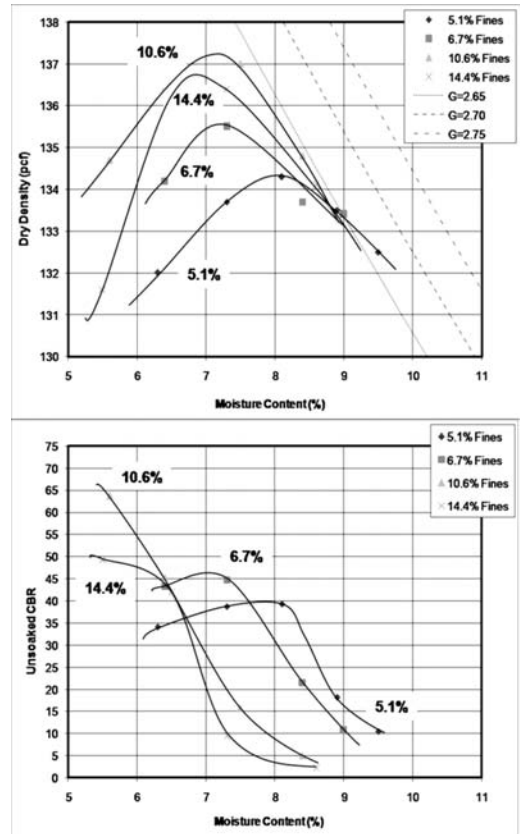 138
137
136
135
134
133
132
131
130
Dry Density (pcf)
10.6%
14.4%
6.7%
5.1%
5.1% Fines
6.7% Fines
10.6% Fines
14.4% Fines
G=2.65
G=2.70
G=2.75
5 6 7 8 9 10 11
Moisture Content (%)
75
70
65
60
55
50
45
40
35
30
25
20
15
10
5
0
Unsoaked CBR
10.6%
14.4%
6.7%
5.1%
5.1% Fines
6.7% Fines
10.6% Fines
14.4% Fines
5 6 7 8 9 10 11
Moisture Content (%)